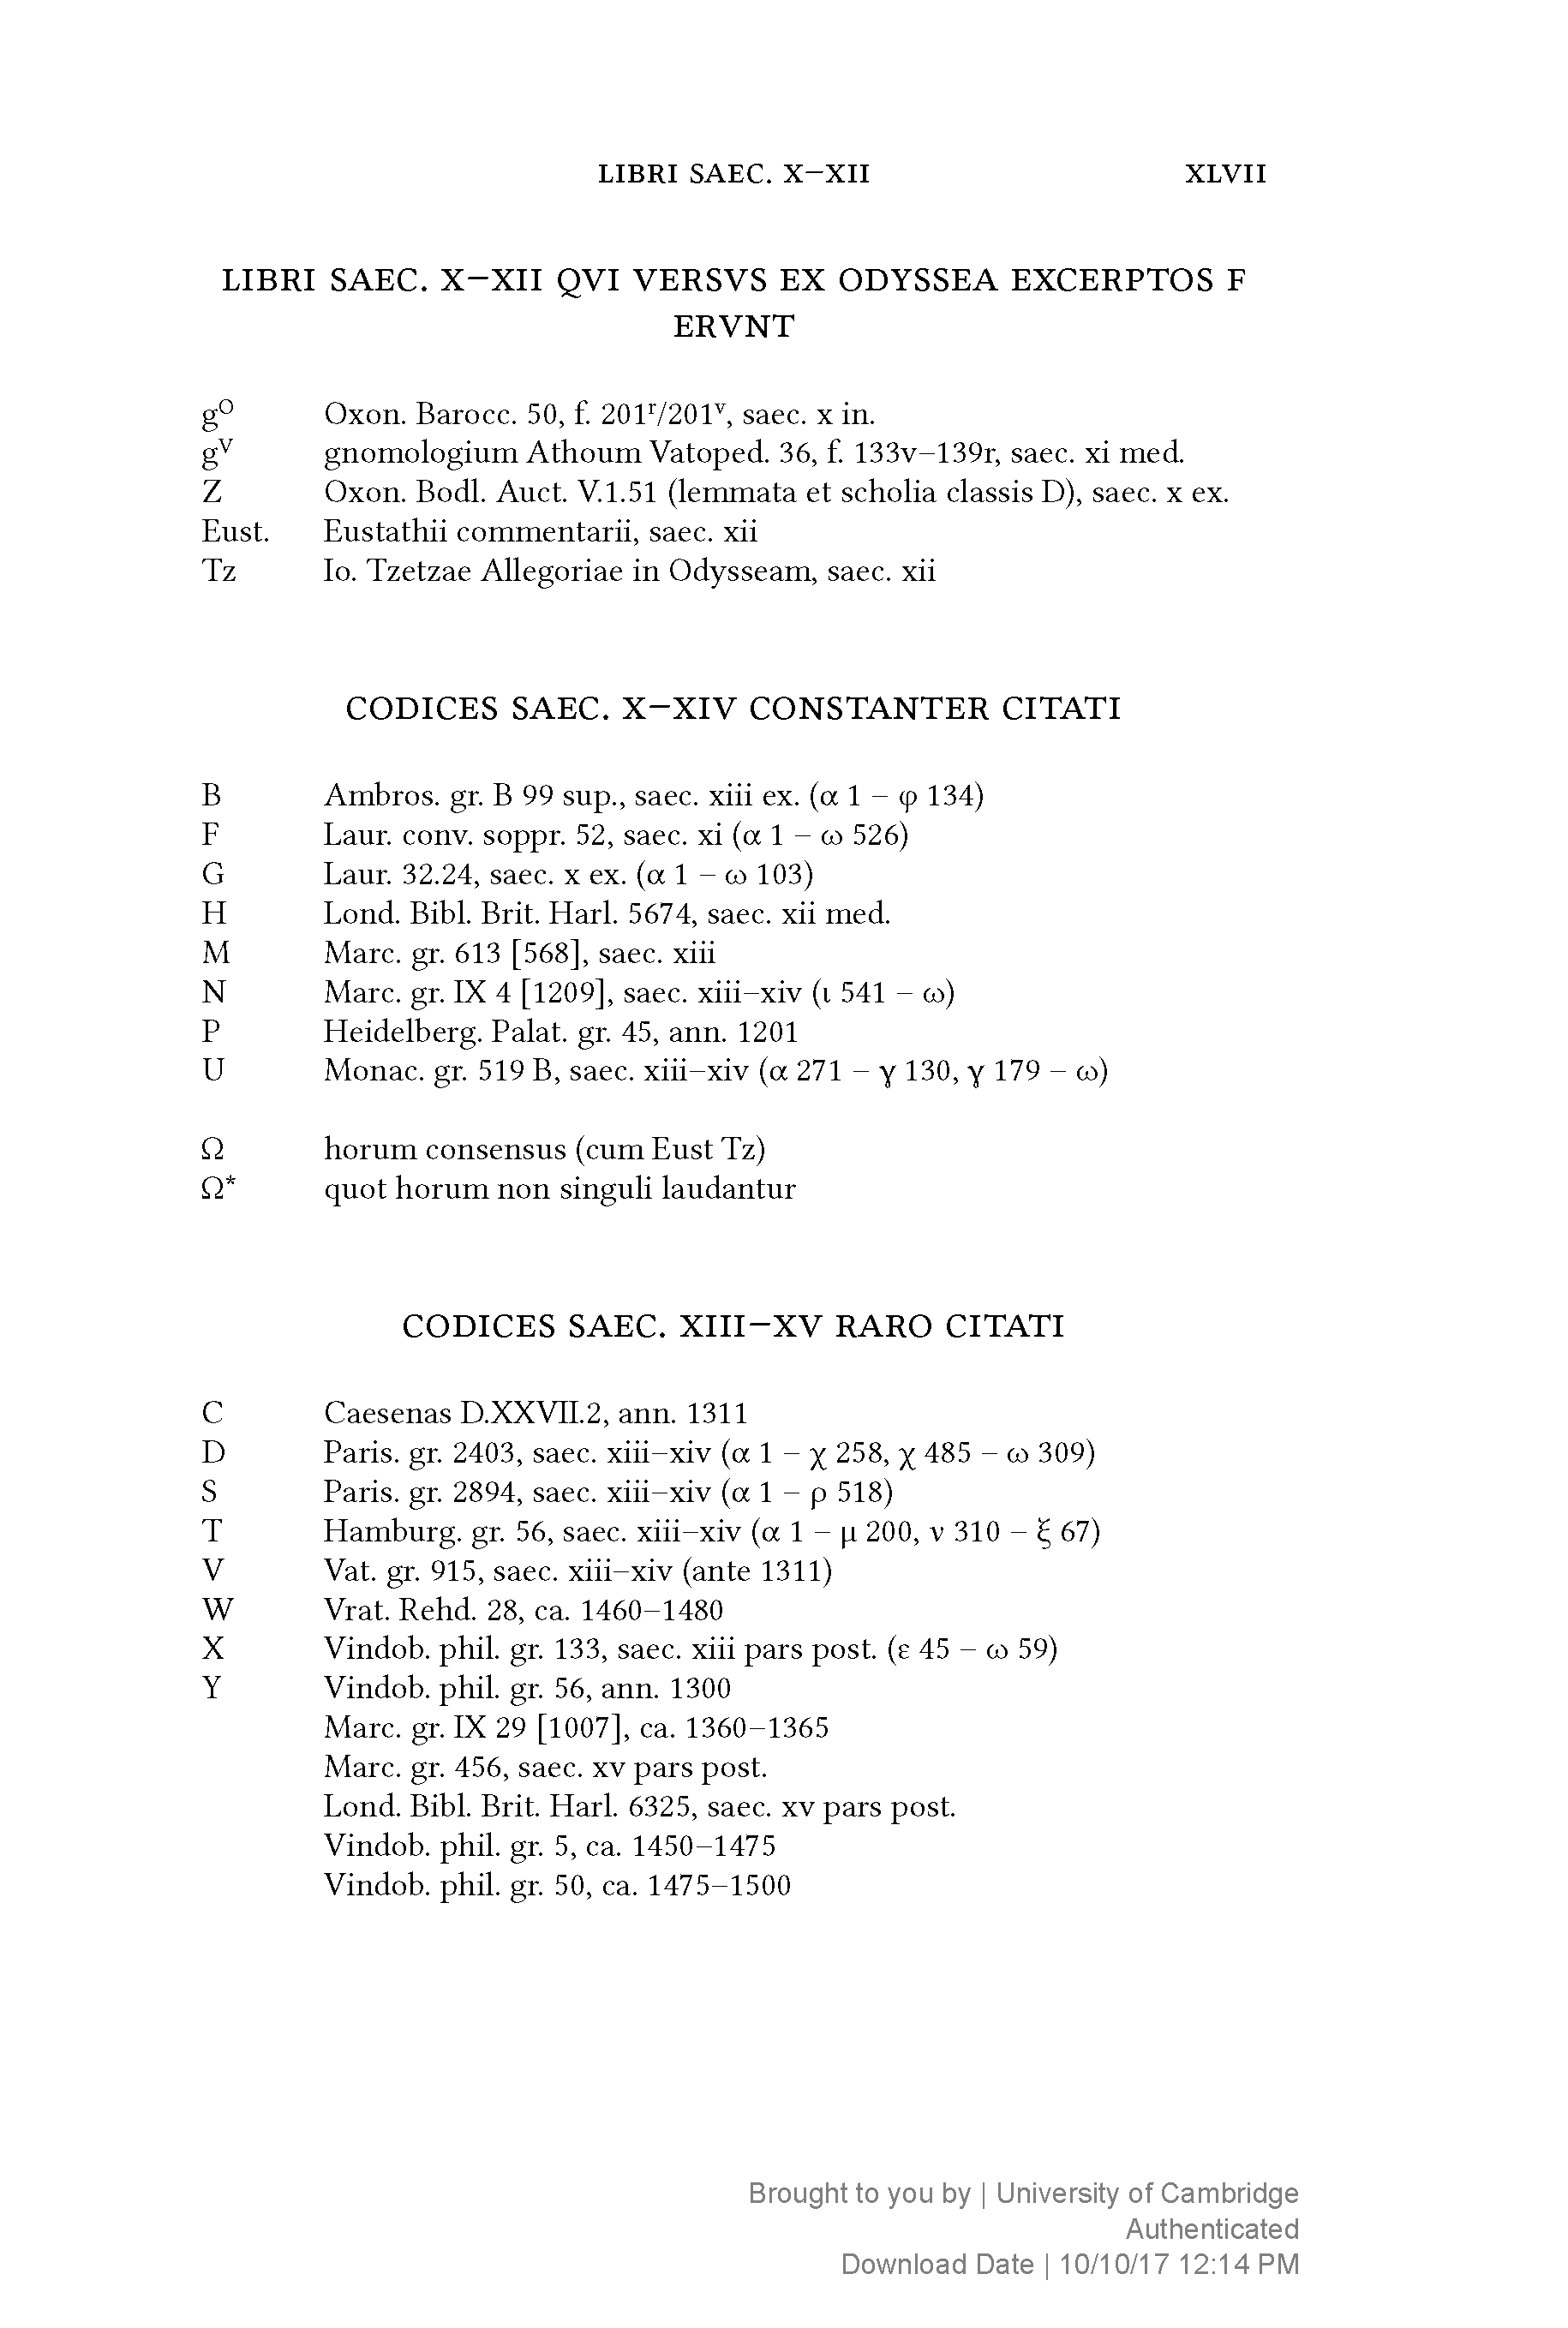 LIBRI SAEC. X–XII XLVII
LIBRI SAEC. X–XII QVI VERSVS EX ODYSSEA EXCERPTOS F
ERVNT
gᴼ Oxon. Barocc. 50, f. 201ʳ/201ᵛ, saec. x in.
gⱽ gnomologium Athoum Vatoped. 36, f. 133v–139r, saec. xi med.
Z Oxon. Bodl. Auct. V.1.51 (lemmata et scholia classis D), saec. x ex.
Eust. Eustathii commentarii, saec. xii
Tz Io. Tzetzae Allegoriae in Odysseam, saec. xii
CODICES SAEC. X–XIV CONSTANTER CITATI
B Ambros. gr. B 99 sup., saec. xiii ex. (α 1 – φ 134)
F Laur. conv. soppr. 52, saec. xi (α 1 – ω 526)
G Laur. 32.24, saec. x ex. (α 1 – ω 103)
H Lond. Bibl. Brit. Harl. 5674, saec. xii med.
M Marc. gr. 613 [568], saec. xiii
N Marc. gr. IX 4 [1209], saec. xiii–xiv (ι 541 – ω)
P Heidelberg. Palat. gr. 45, ann. 1201
U Monac. gr. 519 B, saec. xiii–xiv (α 271 – γ 130, γ 179 – ω)
Ω horum consensus (cum Eust Tz)
Ω* quot horum non singuli laudantur
CODICES SAEC. XIII–XV RARO CITATI
C Caesenas D.XXVII.2, ann. 1311
D Paris. gr. 2403, saec. xiii–xiv (α 1 – χ 258, χ 485 – ω 309)
S Paris. gr. 2894, saec. xiii–xiv (α 1 – ρ 518)
T Hamburg. gr. 56, saec. xiii–xiv (α 1 – μ 200, ν 310 – ξ 67)
V Vat. gr. 915, saec. xiii–xiv (ante 1311)
W Vrat. Rehd. 28, ca. 1460–1480
X Vindob. phil. gr. 133, saec. xiii pars post. (ε 45 – ω 59)
Y Vindob. phil. gr. 56, ann. 1300
Marc. gr. IX 29 [1007], ca. 1360–1365
Marc. gr. 456, saec. xv pars post.
Lond. Bibl. Brit. Harl. 6325, saec. xv pars post.
Vindob. phil. gr. 5, ca. 1450–1475
Vindob. phil. gr. 50, ca. 1475–1500
Brought to you by | University of Cambridge
Authenticated
Download Date | 10/10/17 12:14 PM